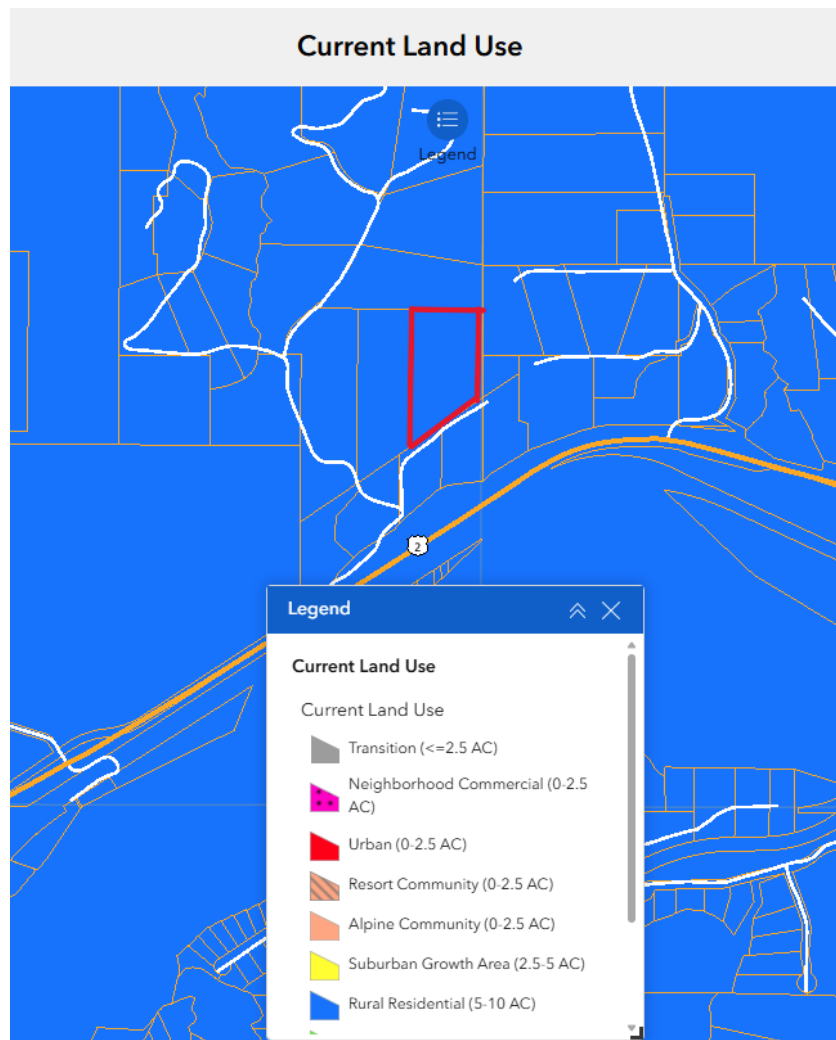 Current Land Use
Legend
2
Legend
Current Land Use
Current Land Use
Transition (<=2.5 AC)
Neighborhood Commercial (0-2.5
AC)
Urban (0-2.5 AC)
Resort Community (0-2.5 AC)
Alpine Community (0-2.5 AC)
Suburban Growth Area (2.5-5 AC)
Rural Residential (5-10 AC)